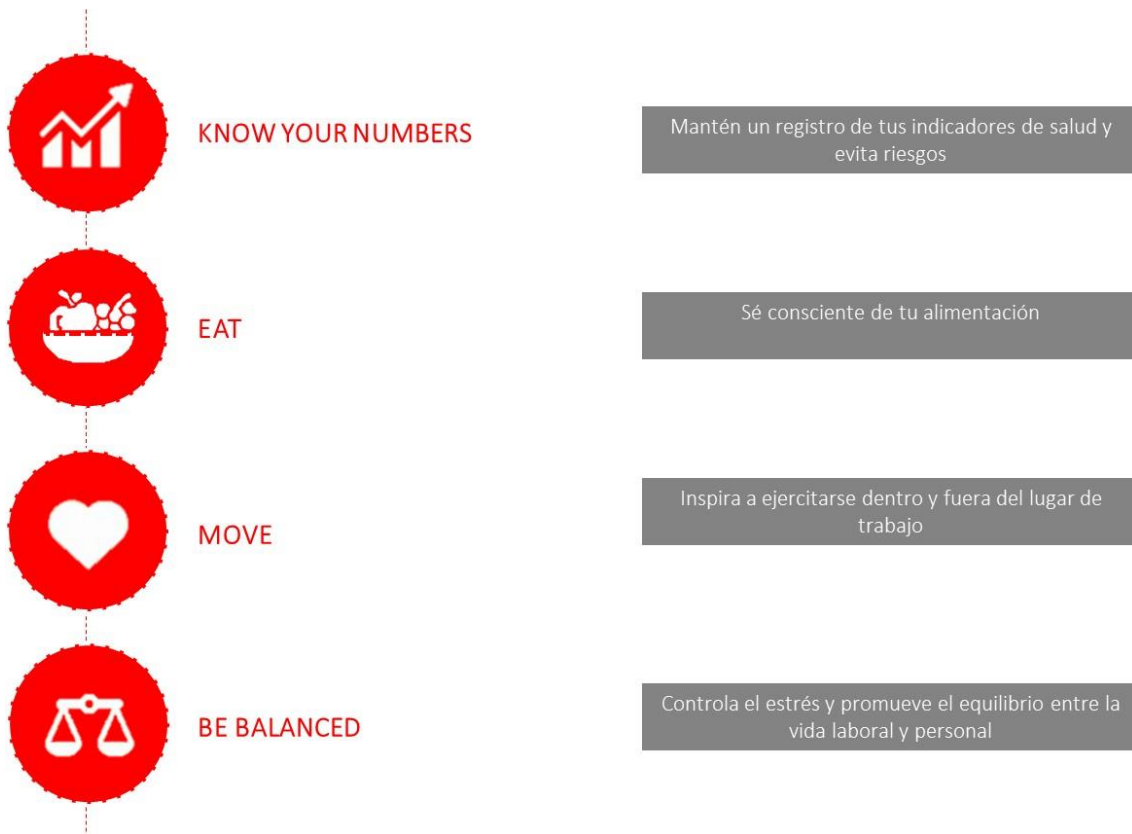 KNOW YOUR NUMBERS
Mantén un registro de tus indicadores de salud y
evita riesgos
EAT
Sé consciente de tu alimentación
MOVE
Inspira a ejercitarse dentro y fuera del lugar de
trabajo
BE BALANCED
Controla el estrés y promueve el equilibrio entre la
vida laboral y personal